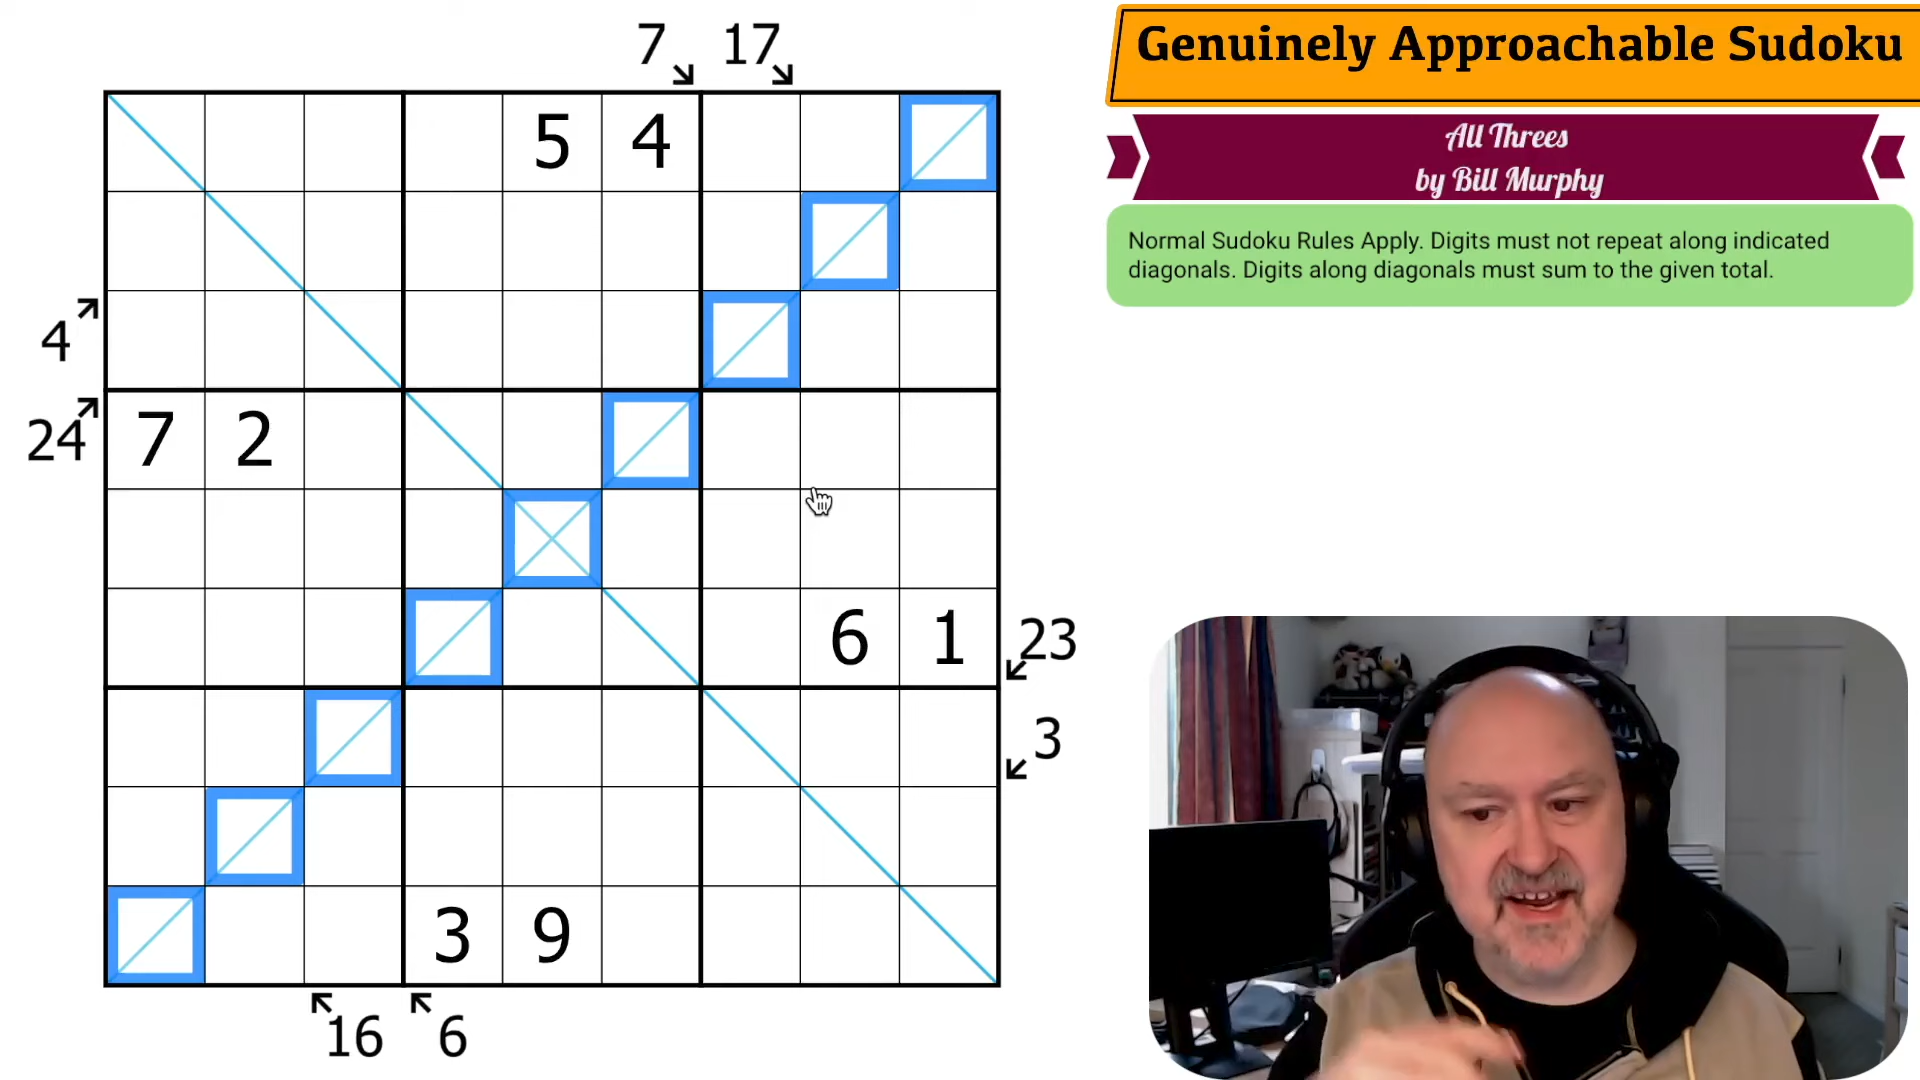 7 17
Genuinely Approachable Sudoku
All Threes
by Bill Murphy
Normal Sudoku Rules Apply. Digits must not repeat along indicated
diagonals. Digits along diagonals must sum to the given total.
5 4
4
24 7 2
6 1 23
3
3 9
16 6